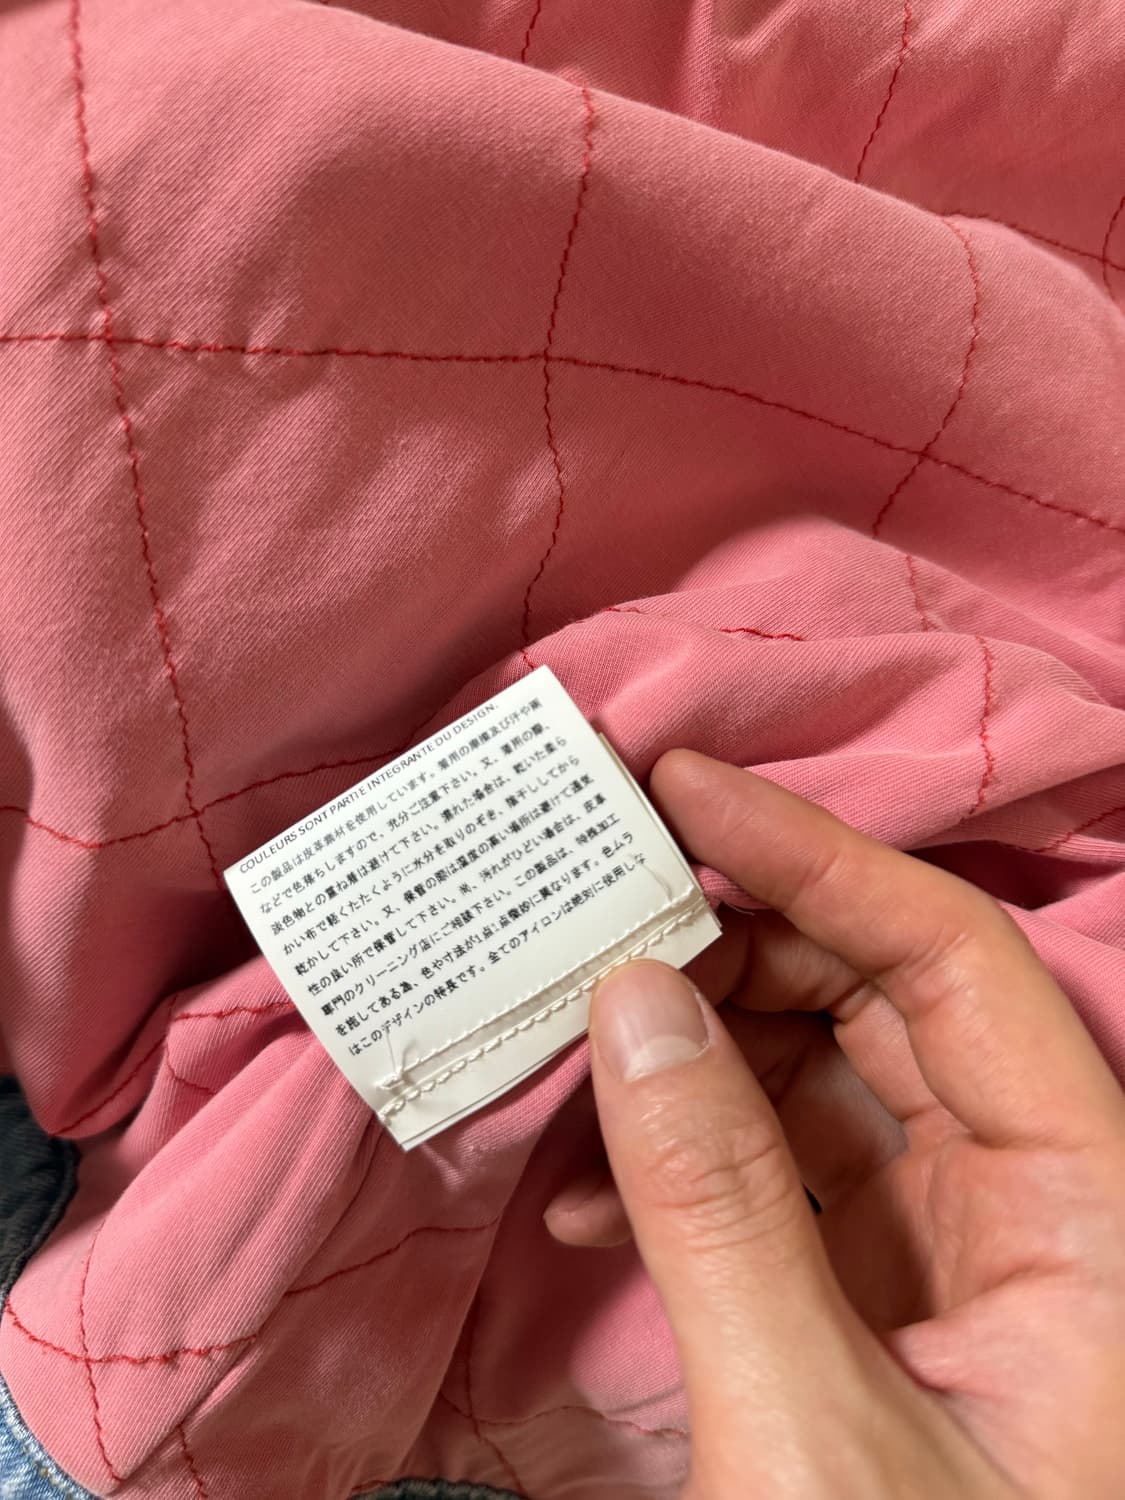 COULEURS SONT PARTIE INTEGRANTE DU DESIGN.
この製品は皮革素材を使用しています。着用の摩擦及び汗や雨
などで色落ちしますので、充分ご注意下さい。又、着用の際、
淡色物との重ね着は避けて下さい。濡れた場合は、乾いた柔ら
かい布で軽くたたくように水分を取りのぞき、陰干ししてから
乾かして下さい。又、保管の際は湿度の高い場所は避けて通気
性の良い所で保管して下さい。尚、汚れがひどい場合は、皮革
専門のクリーニング店にご相談下さい。この製品は、特殊加工
を施してある為、色や寸法が1点1点微妙に異なります。色ムラ
はこのデザインの特長です。全てのアイロンは絶対に使用しな